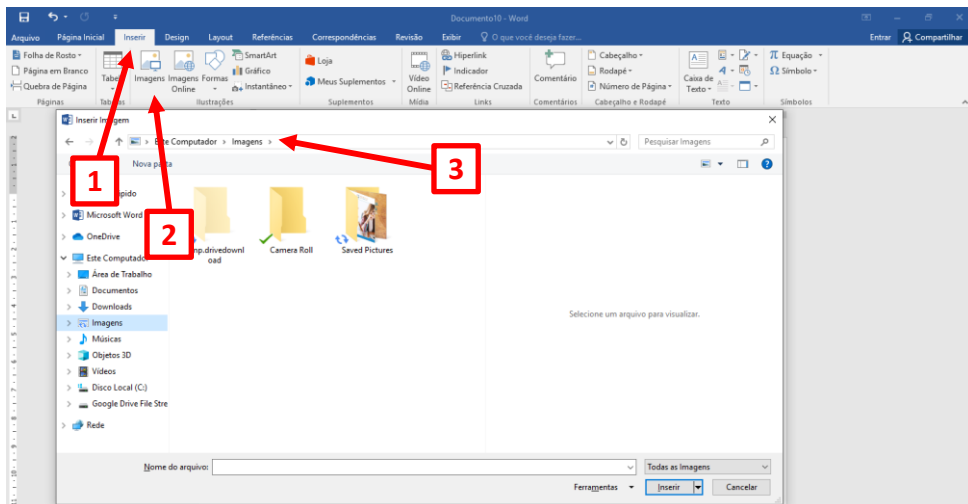 Documento10 - Word
Arquivo Página Inicial Inserir Design Layout Referências Correspondências Revisão Exibir O que você deseja fazer... Entrar Compartilhar
Folha de Rosto
Página em Branco
Quebra de Página
Páginas
Tabelas
Imagens
Imagens Online
Formas
SmartArt
Gráfico
Instantâneo
Ilustrações
Loja
Meus Suplementos
Suplementos
Vídeo Online
Mídia
Hiperlink
Indicador
Referência Cruzada
Links
Comentário
Comentários
Cabeçalho
Rodapé
Número de Página
Cabeçalho e Rodapé
Caixa de Texto
Texto
Equação
Símbolo
Símbolos
Inserir Imagem
Este Computador > Imagens >
Pesquisar Imagens
1
2
3
Nova pasta
Microsoft Word
OneDrive
Este Computador
Área de Trabalho
Documentos
Downloads
Imagens
Músicas
Objetos 3D
Vídeos
Disco Local (C:)
Google Drive File Stre
Rede
Camera Roll
Saved Pictures
Selecione um arquivo para visualizar.
Nome do arquivo:
Todas as Imagens
Ferramentas
Inserir
Cancelar